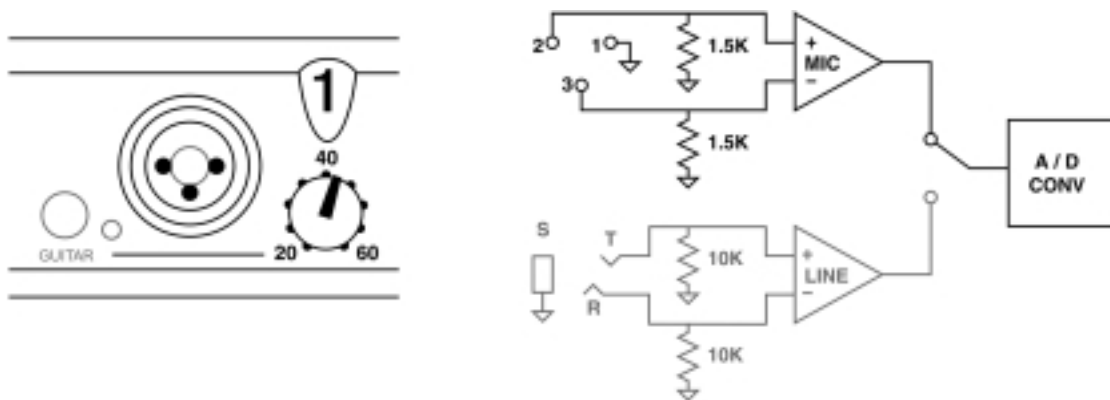 1
40
20
60
GUITAR
2
1
3
1.5K
1.5K
+
MIC
−
A / D
CONV
S
T
R
10K
10K
+
LINE
−